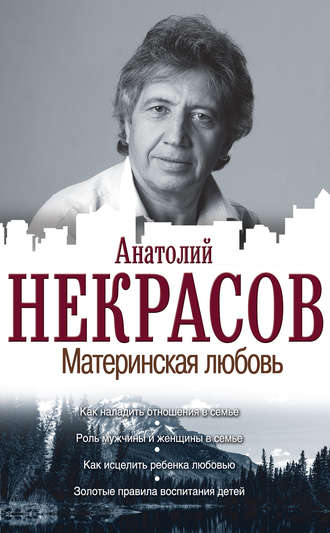 Анатолий
НЕКРАСОВ
Материнская любовь
Как наладить отношения в семье
•
Роль мужчины и женщины в семье
•
Как исцелить ребенка любовью
•
Золотые правила воспитания детей